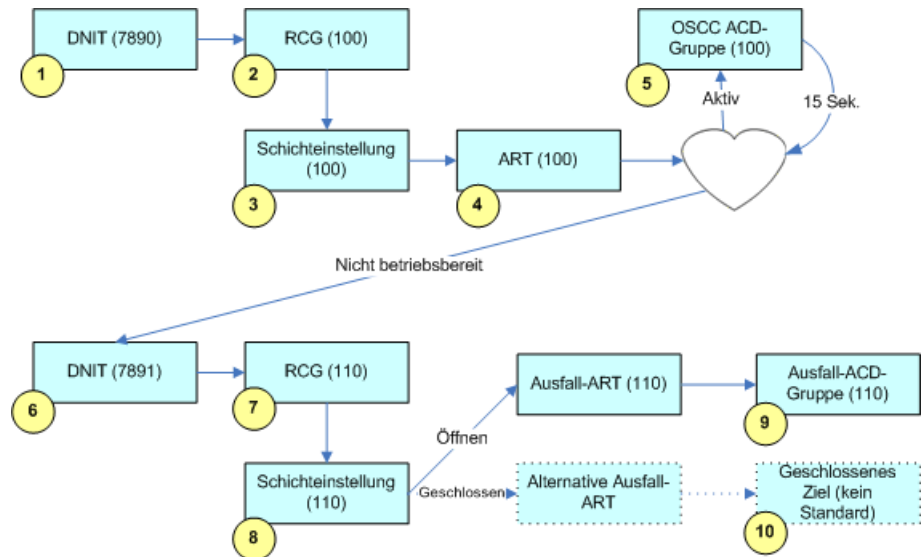 DNIT (7890)
1
RCG (100)
2
OSCC ACD-
Gruppe (100)
5
Aktiv
15 Sek.
Schichteinstellung
(100)
3
ART (100)
4
Nicht betriebsbereit
DNIT (7891)
6
RCG (110)
7
Ausfall-ART (110)
Ausfall-ACD-
Gruppe (110)
9
Öffnen
Schichteinstellung
(110)
8
Geschlossen
Alternative Ausfall-
ART
Geschlossenes
Ziel (kein
Standard)
10